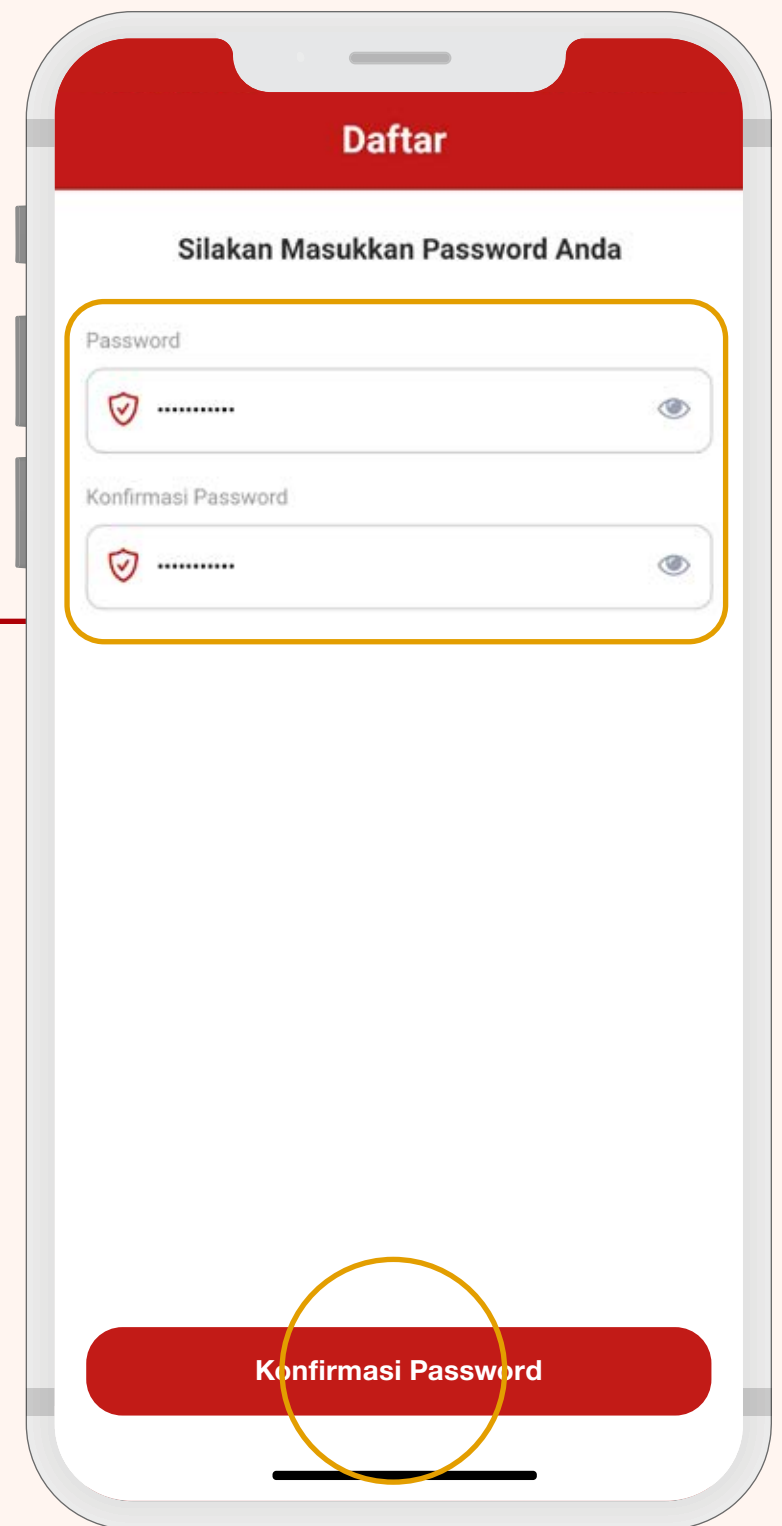 Daftar
Silakan Masukkan Password Anda
Password
...........
Konfirmasi Password
...........
Konfirmasi Password